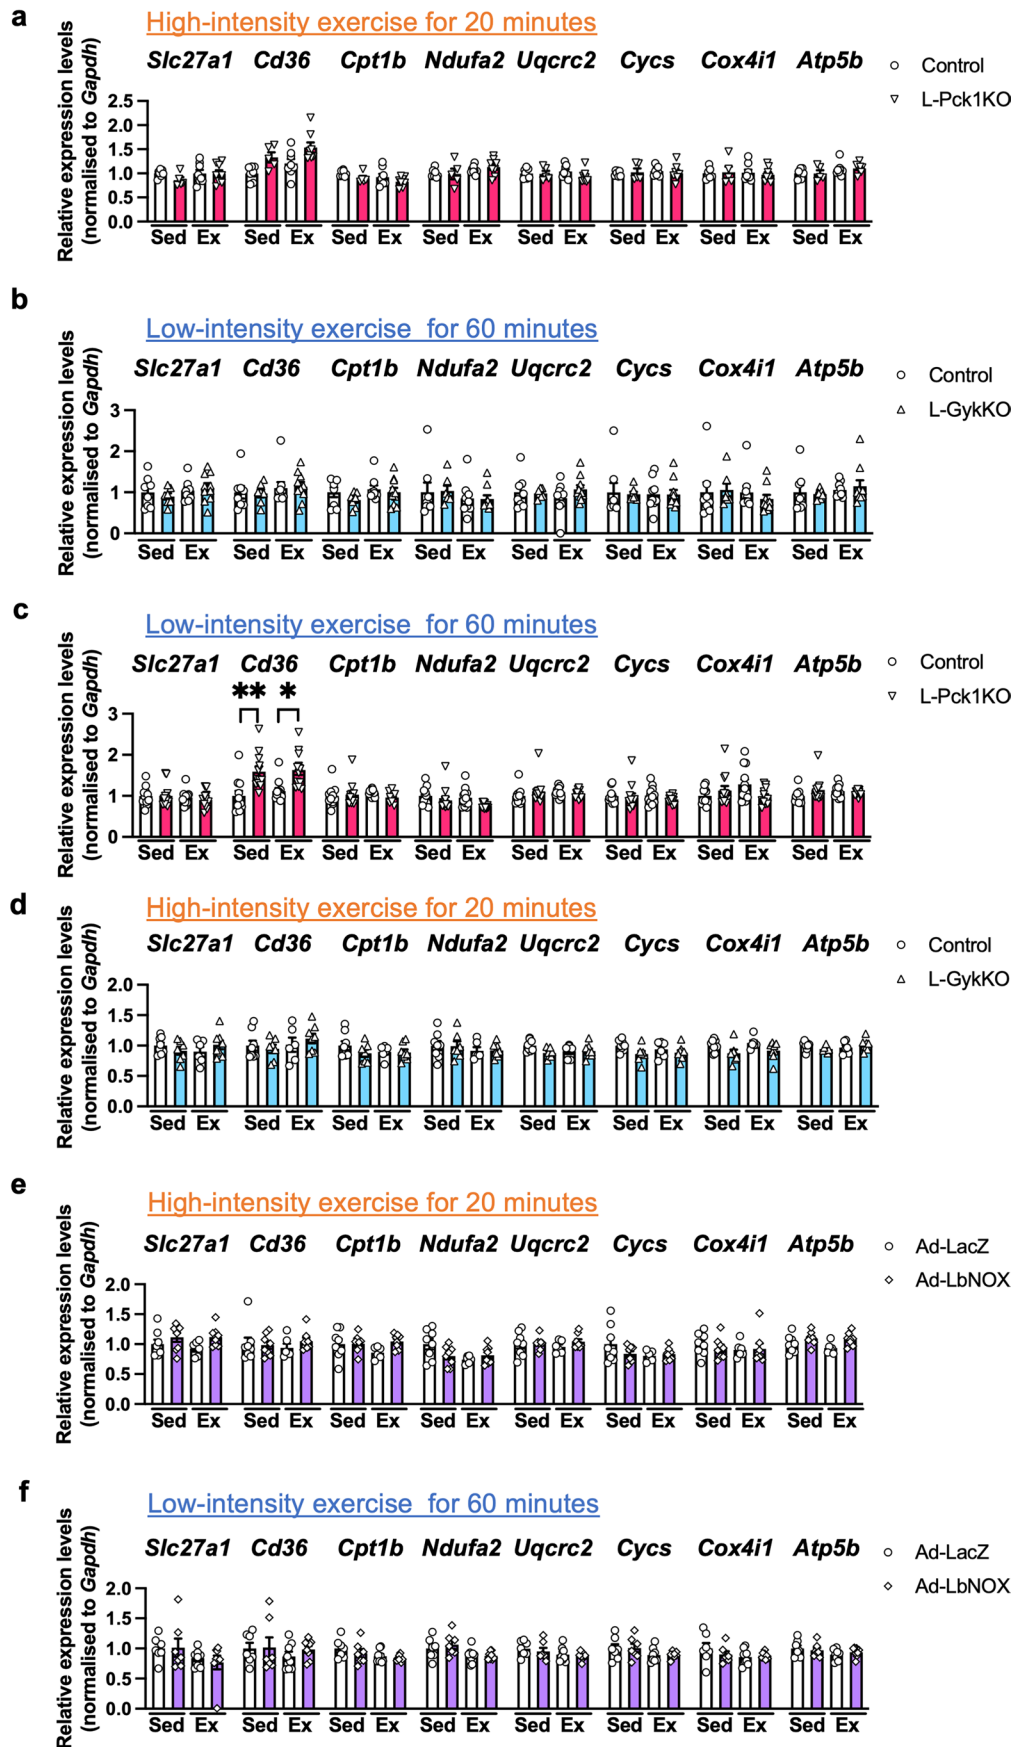 a
High-intensity exercise for 20 minutes
Slc27a1 Cd36 Cpt1b Ndufa2 Uqcrc2 Cycs Cox4i1 Atp5b
Control
L-Pck1KO
Relative expression levels
(normalised to Gapdh)
2.5
2.0
1.5
1.0
0.5
0.0
Sed Ex Sed Ex Sed Ex Sed Ex Sed Ex Sed Ex Sed Ex Sed Ex
b
Low-intensity exercise for 60 minutes
Slc27a1 Cd36 Cpt1b Ndufa2 Uqcrc2 Cycs Cox4i1 Atp5b
Control
L-GykKO
Relative expression levels
(normalised to Gapdh)
3
2
1
0
Sed Ex Sed Ex Sed Ex Sed Ex Sed Ex Sed Ex Sed Ex Sed Ex
c
Low-intensity exercise for 60 minutes
Slc27a1 Cd36 Cpt1b Ndufa2 Uqcrc2 Cycs Cox4i1 Atp5b
Control
L-Pck1KO
** *
Relative expression levels
(normalised to Gapdh)
3
2
1
0
Sed Ex Sed Ex Sed Ex Sed Ex Sed Ex Sed Ex Sed Ex Sed Ex
d
High-intensity exercise for 20 minutes
Slc27a1 Cd36 Cpt1b Ndufa2 Uqcrc2 Cycs Cox4i1 Atp5b
Control
L-GykKO
Relative expression levels
(normalised to Gapdh)
2.0
1.5
1.0
0.5
0.0
Sed Ex Sed Ex Sed Ex Sed Ex Sed Ex Sed Ex Sed Ex Sed Ex
e
High-intensity exercise for 20 minutes
Slc27a1 Cd36 Cpt1b Ndufa2 Uqcrc2 Cycs Cox4i1 Atp5b
Ad-LacZ
Ad-LbNOX
Relative expression levels
(normalised to Gapdh)
2.0
1.5
1.0
0.5
0.0
Sed Ex Sed Ex Sed Ex Sed Ex Sed Ex Sed Ex Sed Ex Sed Ex
f
Low-intensity exercise for 60 minutes
Slc27a1 Cd36 Cpt1b Ndufa2 Uqcrc2 Cycs Cox4i1 Atp5b
Ad-LacZ
Ad-LbNOX
Relative expression levels
(normalised to Gapdh)
2.0
1.5
1.0
0.5
0.0
Sed Ex Sed Ex Sed Ex Sed Ex Sed Ex Sed Ex Sed Ex Sed Ex